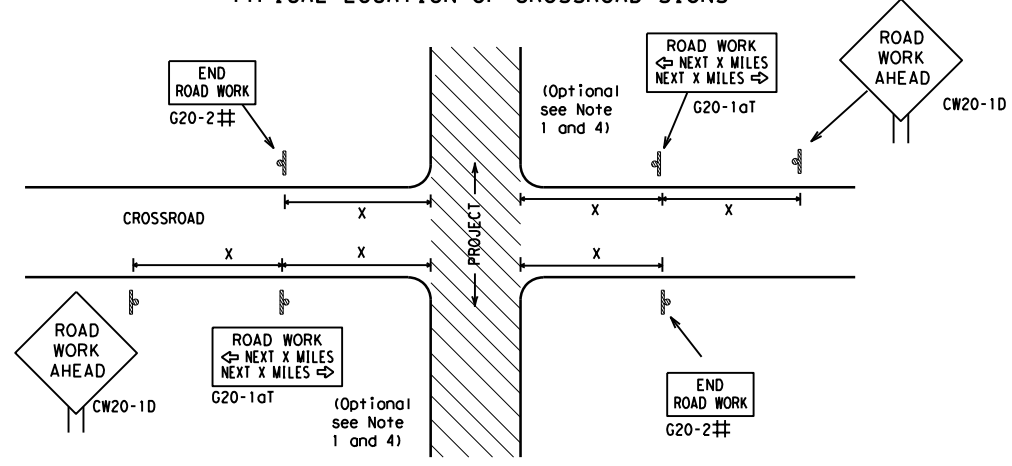 TYPICAL LOCATION OF CROSSROAD SIGNS
ROAD
WORK
AHEAD
CW20-1D
ROAD WORK
⇦ NEXT X MILES
NEXT X MILES ⇨
G20-1aT
(Optional
see Note
1 and 4)
END
ROAD WORK
G20-2#
X
X
X
CROSSROAD
PROJECT
X
X
X
ROAD
WORK
AHEAD
CW20-1D
ROAD WORK
⇦ NEXT X MILES
NEXT X MILES ⇨
G20-1aT
(Optional
see Note
1 and 4)
END
ROAD WORK
G20-2#